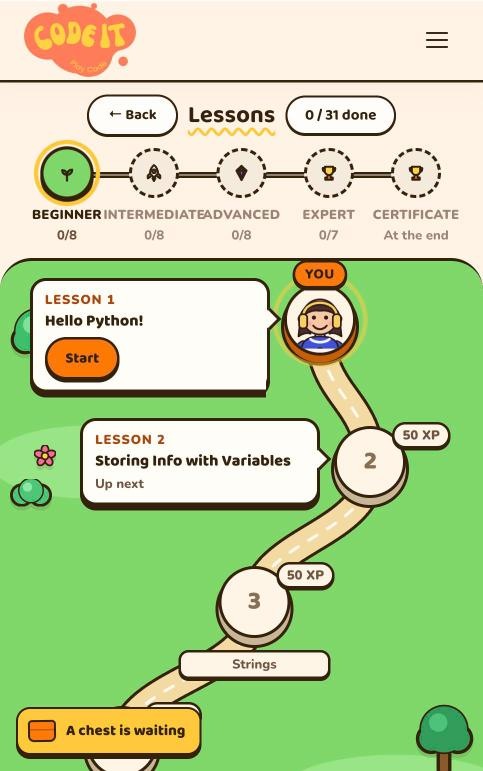 CODE IT
Play Code
← Back
Lessons
0 / 31 done
BEGINNER
INTERMEDIATE
ADVANCED
EXPERT
CERTIFICATE
0/8
0/8
0/8
0/7
At the end
YOU
LESSON 1
Hello Python!
Start
LESSON 2
Storing Info with Variables
Up next
50 XP
2
50 XP
3
Strings
A chest is waiting